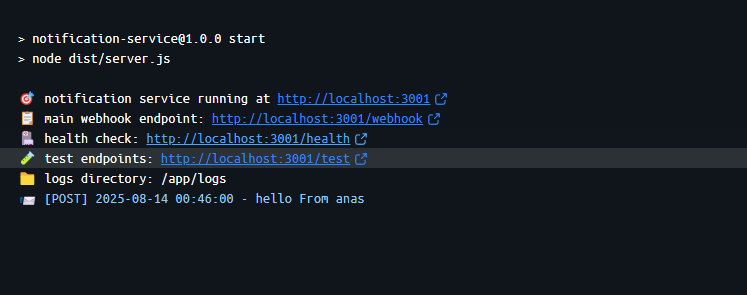 > notification-service@1.0.0 start
> node dist/server.js
🎯 notification service running at http://localhost:3001
📋 main webhook endpoint: http://localhost:3001/webhook
🏥 health check: http://localhost:3001/health
🧪 test endpoints: http://localhost:3001/test
📁 logs directory: /app/logs
📨 [POST] 2025-08-14 00:46:00 - hello From anas